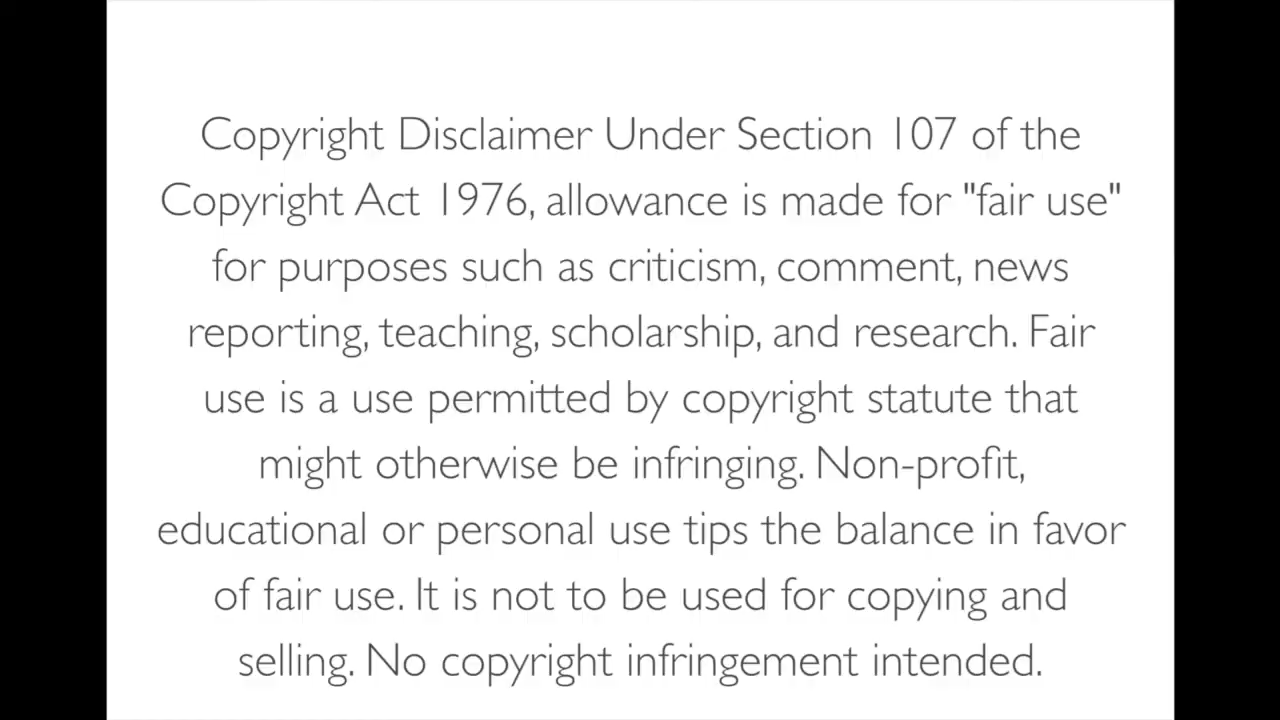 Copyright Disclaimer Under Section 107 of the
Copyright Act 1976, allowance is made for "fair use"
for purposes such as criticism, comment, news
reporting, teaching, scholarship, and research. Fair
use is a use permitted by copyright statute that
might otherwise be infringing. Non-profit,
educational or personal use tips the balance in favor
of fair use. It is not to be used for copying and
selling. No copyright infringement intended.